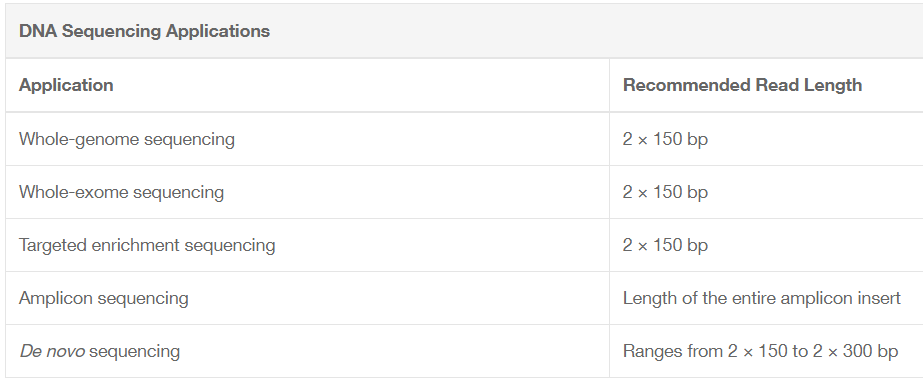 DNA Sequencing Applications
Application Recommended Read Length
Whole-genome sequencing 2 × 150 bp
Whole-exome sequencing 2 × 150 bp
Targeted enrichment sequencing 2 × 150 bp
Amplicon sequencing Length of the entire amplicon insert
De novo sequencing Ranges from 2 × 150 to 2 × 300 bp